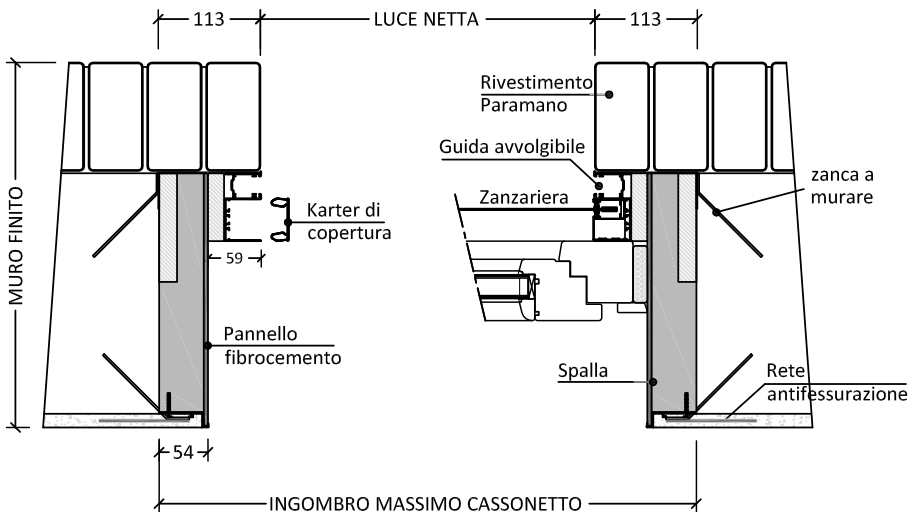 113
LUCE NETTA
113
Rivestimento
Paramano
Guida avvolgibile
Zanzariera
zanca a
murare
Karter di
copertura
MURO FINITO
59
Pannello
fibrocemento
Spalla
Rete
antifessurazione
54
INGOMBRO MASSIMO CASSONETTO